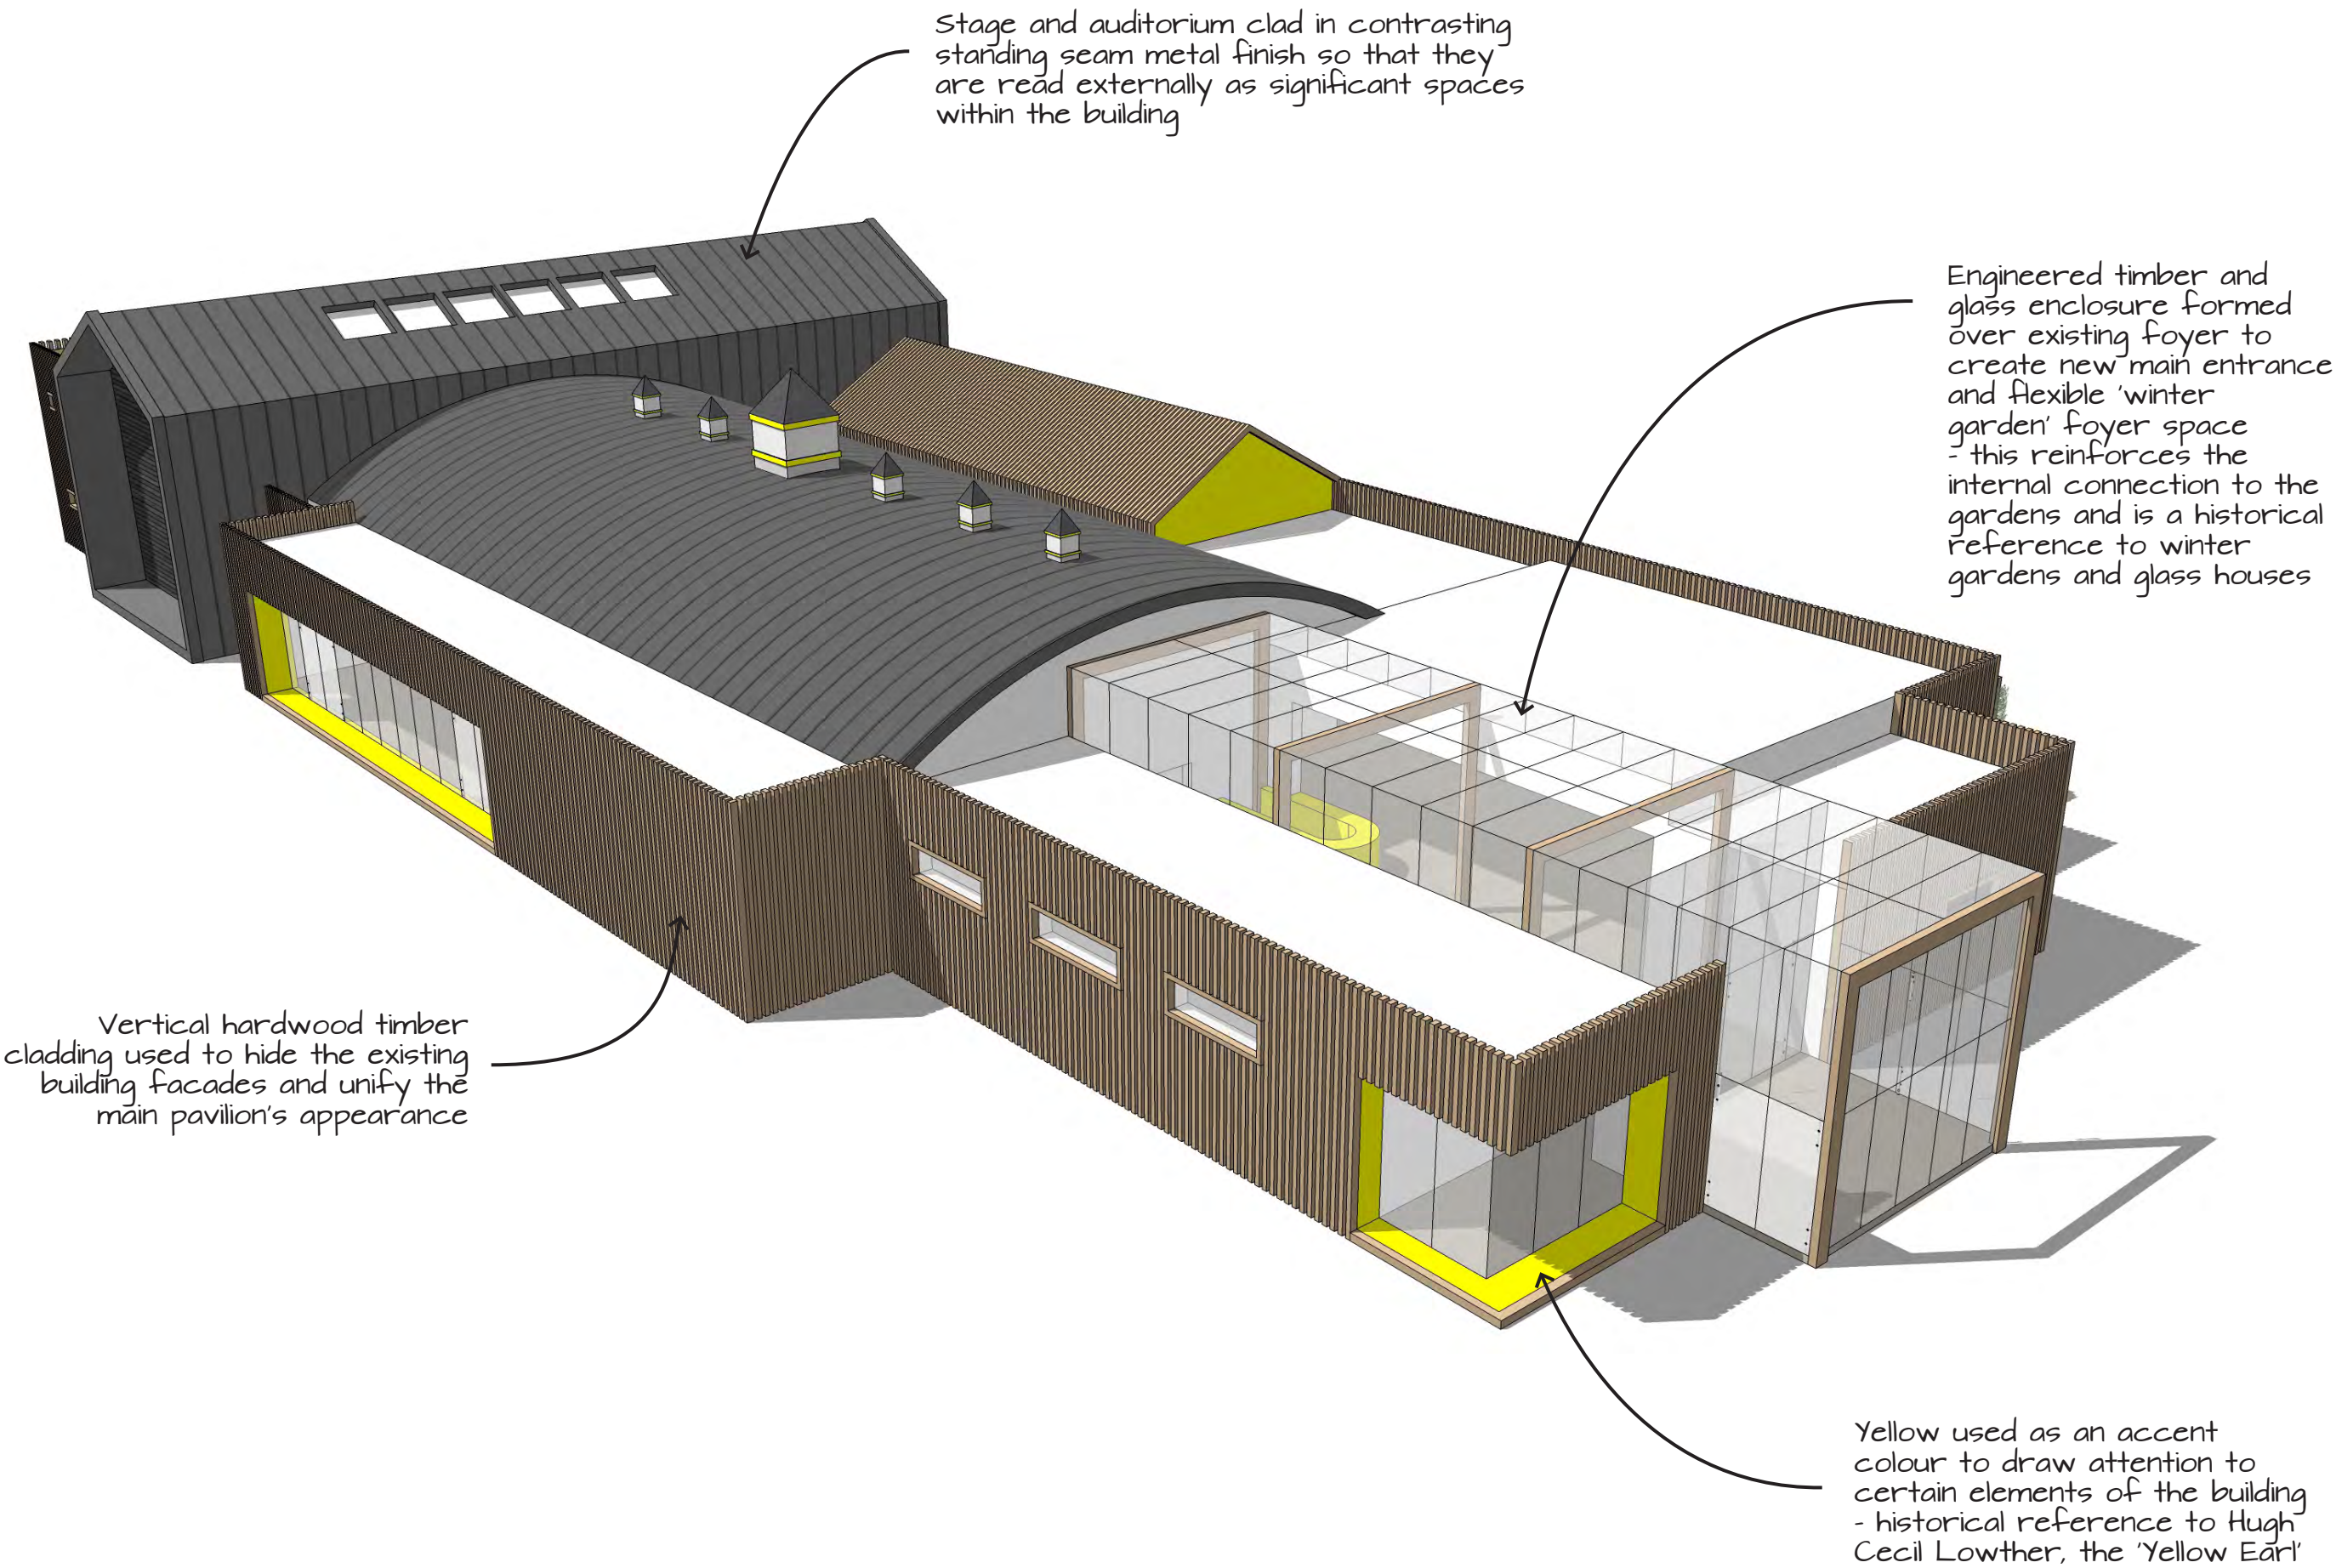 Stage and auditorium clad in contrasting
standing seam metal finish so that they
are read externally as significant spaces
within the building
Engineered timber and
glass enclosure formed
over existing foyer to
create new main entrance
and flexible 'winter
garden' foyer space
- this reinforces the
internal connection to the
gardens and is a historical
reference to winter
gardens and glass houses
Vertical hardwood timber
cladding used to hide the existing
building facades and unify the
main pavilion's appearance
Yellow used as an accent
colour to draw attention to
certain elements of the building
- historical reference to Hugh
Cecil Lowther, the 'Yellow Earl'